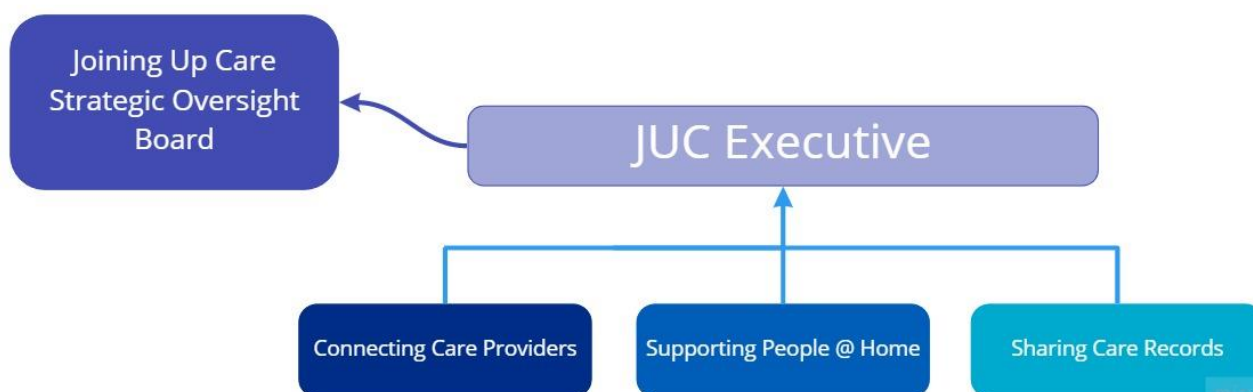 Joining Up Care
Strategic Oversight
Board
JUC Executive
Connecting Care Providers
Supporting People @ Home
Sharing Care Records